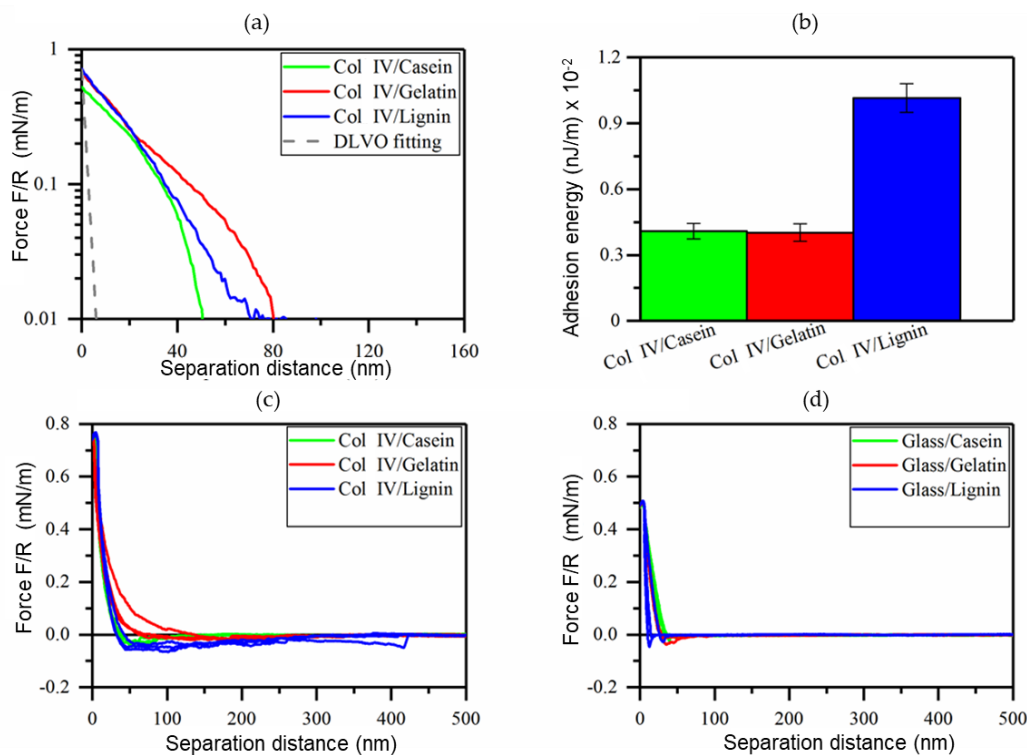 (a)
1
0.1
0.01
Force F/R (mN/m)
Col IV/Casein
Col IV/Gelatin
Col IV/Lignin
DLVO fitting
0 40 80 120 160
Separation distance (nm)
(b)
1.2
0.9
0.6
0.3
0
Adhesion energy (nJ/m) x 10-2
Col IV/Casein
Col IV/Gelatin
Col IV/Lignin
(c)
0.8
0.6
0.4
0.2
0.0
-0.2
Force F/R (mN/m)
Col IV/Casein
Col IV/Gelatin
Col IV/Lignin
0 100 200 300 400 500
Separation distance (nm)
(d)
0.8
0.6
0.4
0.2
0.0
-0.2
Force F/R (mN/m)
Glass/Casein
Glass/Gelatin
Glass/Lignin
0 100 200 300 400 500
Separation distance (nm)